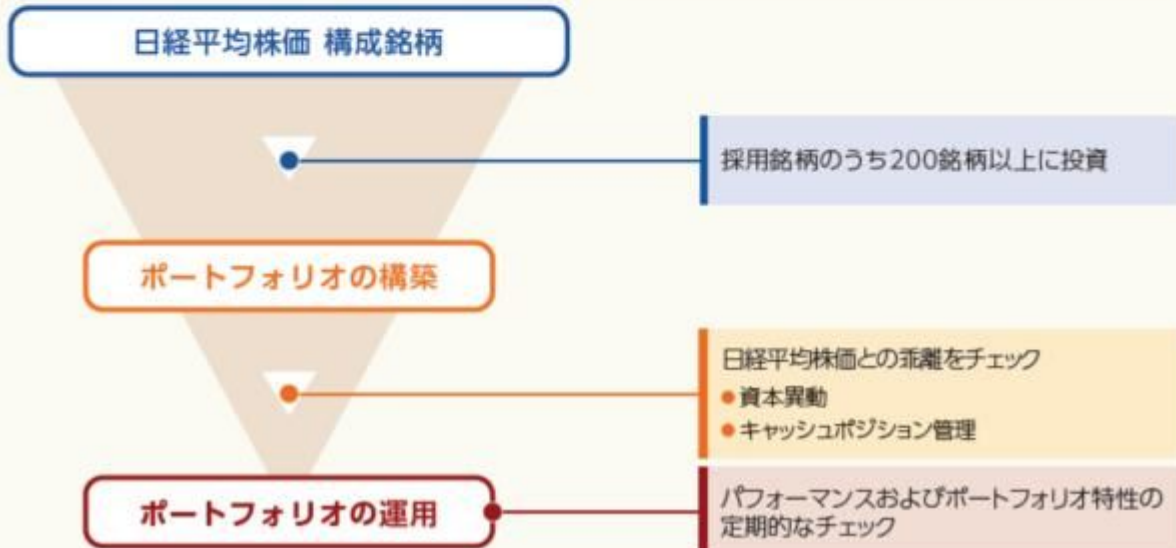 日経平均株価 構成銘柄
採用銘柄のうち200銘柄以上に投資
ポートフォリオの構築
日経平均株価との乖離をチェック
●資本異動
●キャッシュポジション管理
ポートフォリオの運用
パフォーマンスおよびポートフォリオ特性の
定期的なチェック